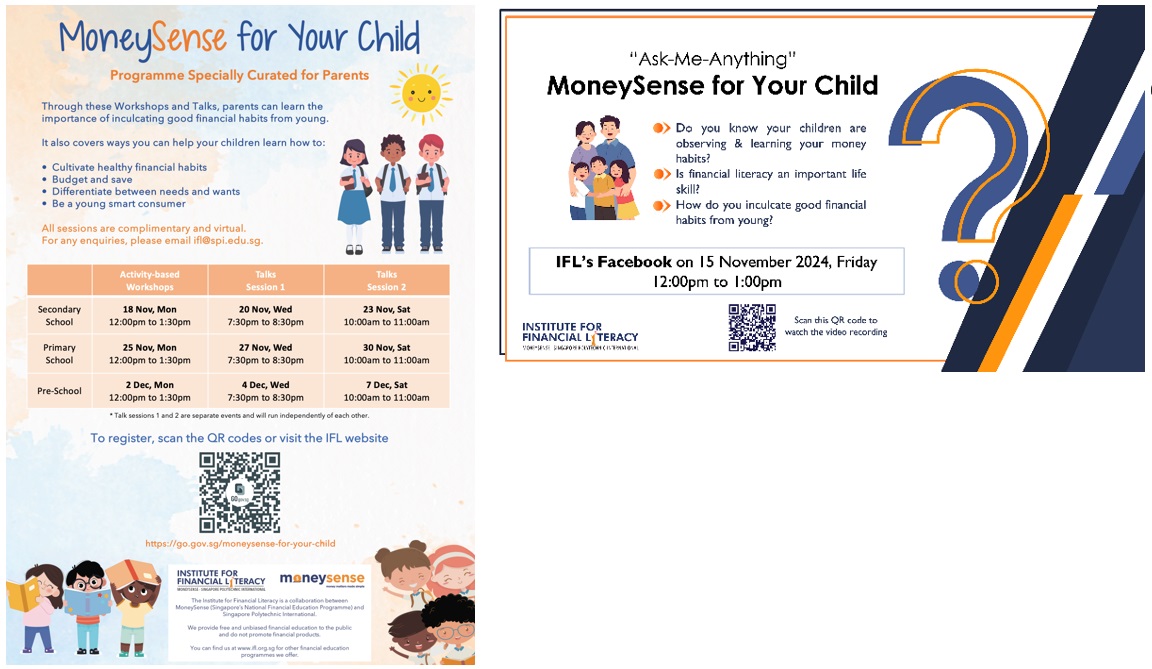 MoneySense for Your Child
Programme Specially Curated for Parents
Through these Workshops and Talks, parents can learn the
importance of inculcating good financial habits from young.
It also covers ways you can help your children learn how to:
• Cultivate healthy financial habits
• Budget and save
• Differentiate between needs and wants
• Be a young smart consumer
All sessions are complimentary and virtual.
For any enquiries, please email ifl@spi.edu.sg.
Activity-based Workshops
Talks Session 1
Talks Session 2
Secondary School
18 Nov, Mon
12:00pm to 1:30pm
20 Nov, Wed
7:30pm to 8:30pm
23 Nov, Sat
10:00am to 11:00am
Primary School
25 Nov, Mon
12:00pm to 1:30pm
27 Nov, Wed
7:30pm to 8:30pm
30 Nov, Sat
10:00am to 11:00am
Pre-School
2 Dec, Mon
12:00pm to 1:30pm
4 Dec, Wed
7:30pm to 8:30pm
7 Dec, Sat
10:00am to 11:00am
* Talk sessions 1 and 2 are separate events and will run independently of each other.
To register, scan the QR codes or visit the IFL website
GOgov.sg
https://go.gov.sg/moneysense-for-your-child
INSTITUTE FOR
FINANCIAL LITERACY
MONEYSENSE - SINGAPORE POLYTECHNIC INTERNATIONAL
moneysense
money matters made simple
The Institute for Financial Literacy is a collaboration between
MoneySense (Singapore's National Financial Education Programme) and
Singapore Polytechnic International.
We provide free and unbiased financial education to the public
and do not promote financial products.
You can find us at www.ifl.org.sg for other financial education
programmes we offer.
"Ask-Me-Anything"
MoneySense for Your Child
Do you know your children are
observing & learning your money
habits?
Is financial literacy an important life
skill?
How do you inculcate good financial
habits from young?
IFL's Facebook on 15 November 2024, Friday
12:00pm to 1:00pm
INSTITUTE FOR
FINANCIAL LITERACY
MONEYSENSE - SINGAPORE POLYTECHNIC INTERNATIONAL
Scan this QR code to
watch the video recording